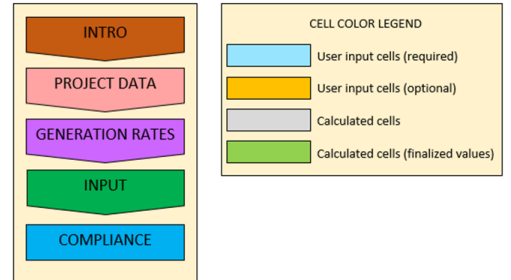 INTRO
PROJECT DATA
GENERATION RATES
INPUT
COMPLIANCE
CELL COLOR LEGEND
User input cells (required)
User input cells (optional)
Calculated cells
Calculated cells (finalized values)